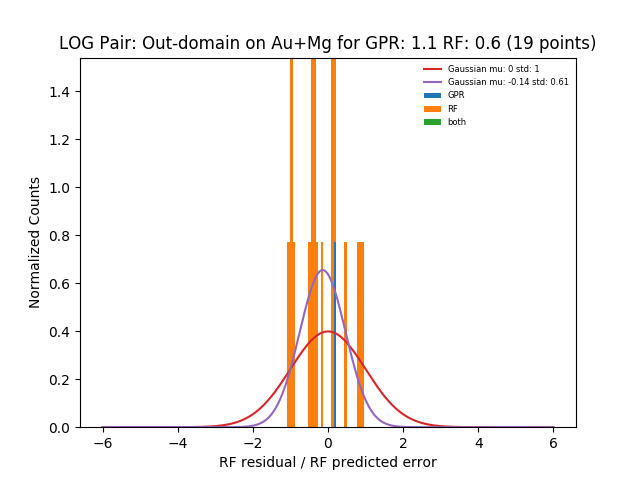 LOG Pair: Out-domain on Au+Mg for GPR: 1.1 RF: 0.6 (19 points)
Gaussian mu: 0 std: 1
Gaussian mu: -0.14 std: 0.61
GPR
RF
both
Normalized Counts
1.4
1.2
1.0
0.8
0.6
0.4
0.2
0.0
−6 −4 −2 0 2 4 6
RF residual / RF predicted error